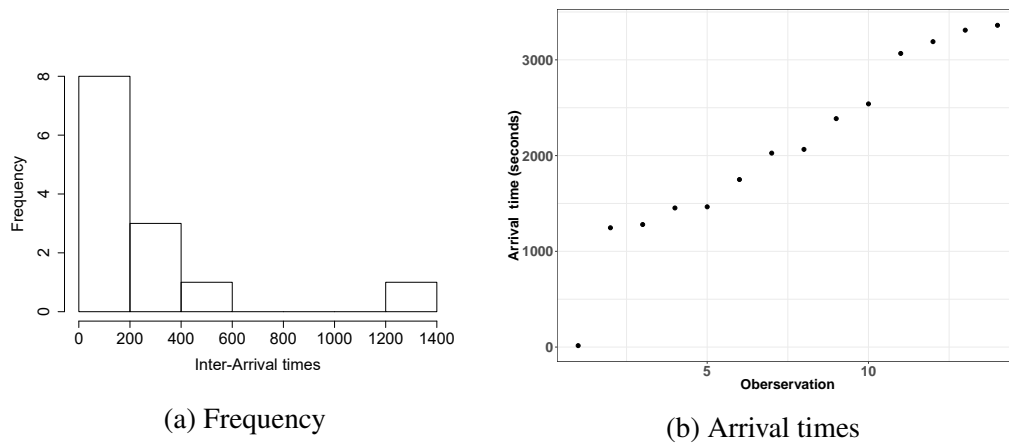 Frequency
8
6
4
2
0
0 200 400 600 800 1000 1200 1400
Inter-Arrival times
(a) Frequency
Arrival time (seconds)
3000
2000
1000
0
5 10
Oberservation
(b) Arrival times